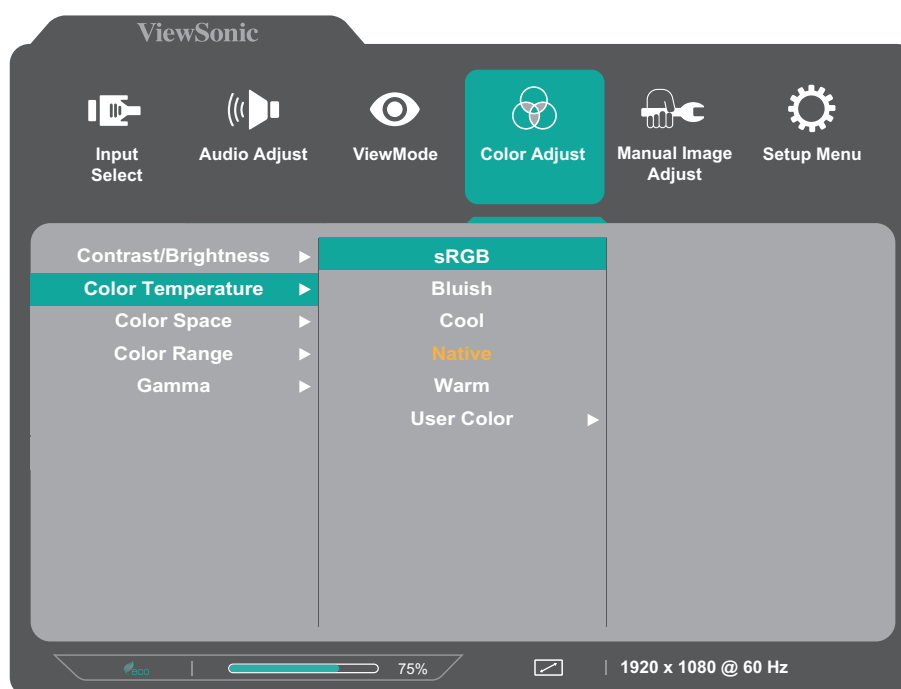 ViewSonic
Input Select
Audio Adjust
ViewMode
Color Adjust
Manual Image Adjust
Setup Menu
Contrast/Brightness
Color Temperature
Color Space
Color Range
Gamma
sRGB
Bluish
Cool
Native
Warm
User Color
eco
75%
1920 x 1080 @ 60 Hz